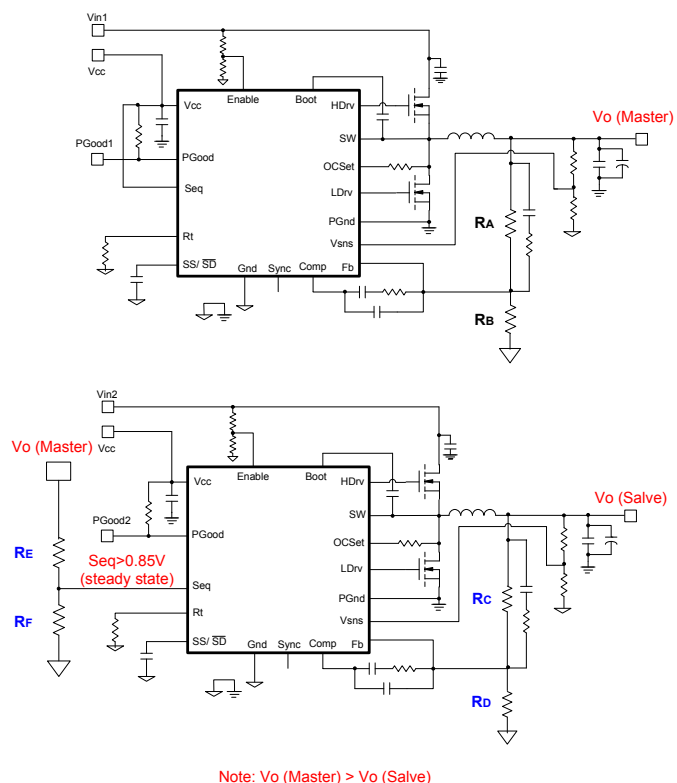 Vin1
Vcc
Enable
Boot
Vcc
HDrv
Vo (Master)
SW
PGood1
PGood
OCSet
Seq
LDrv
PGnd
RA
Rt
Vsns
SS/ SD
Gnd
Sync
Comp
Fb
RB
Vin2
Vo (Master)
Vcc
Enable
Boot
Vcc
HDrv
Vo (Salve)
SW
PGood2
PGood
RE
OCSet
Seq>0.85V
(steady state)
Seq
LDrv
RC
PGnd
RF
Rt
Vsns
SS/ SD
Gnd
Sync
Comp
Fb
RD
Note: Vo (Master) > Vo (Salve)